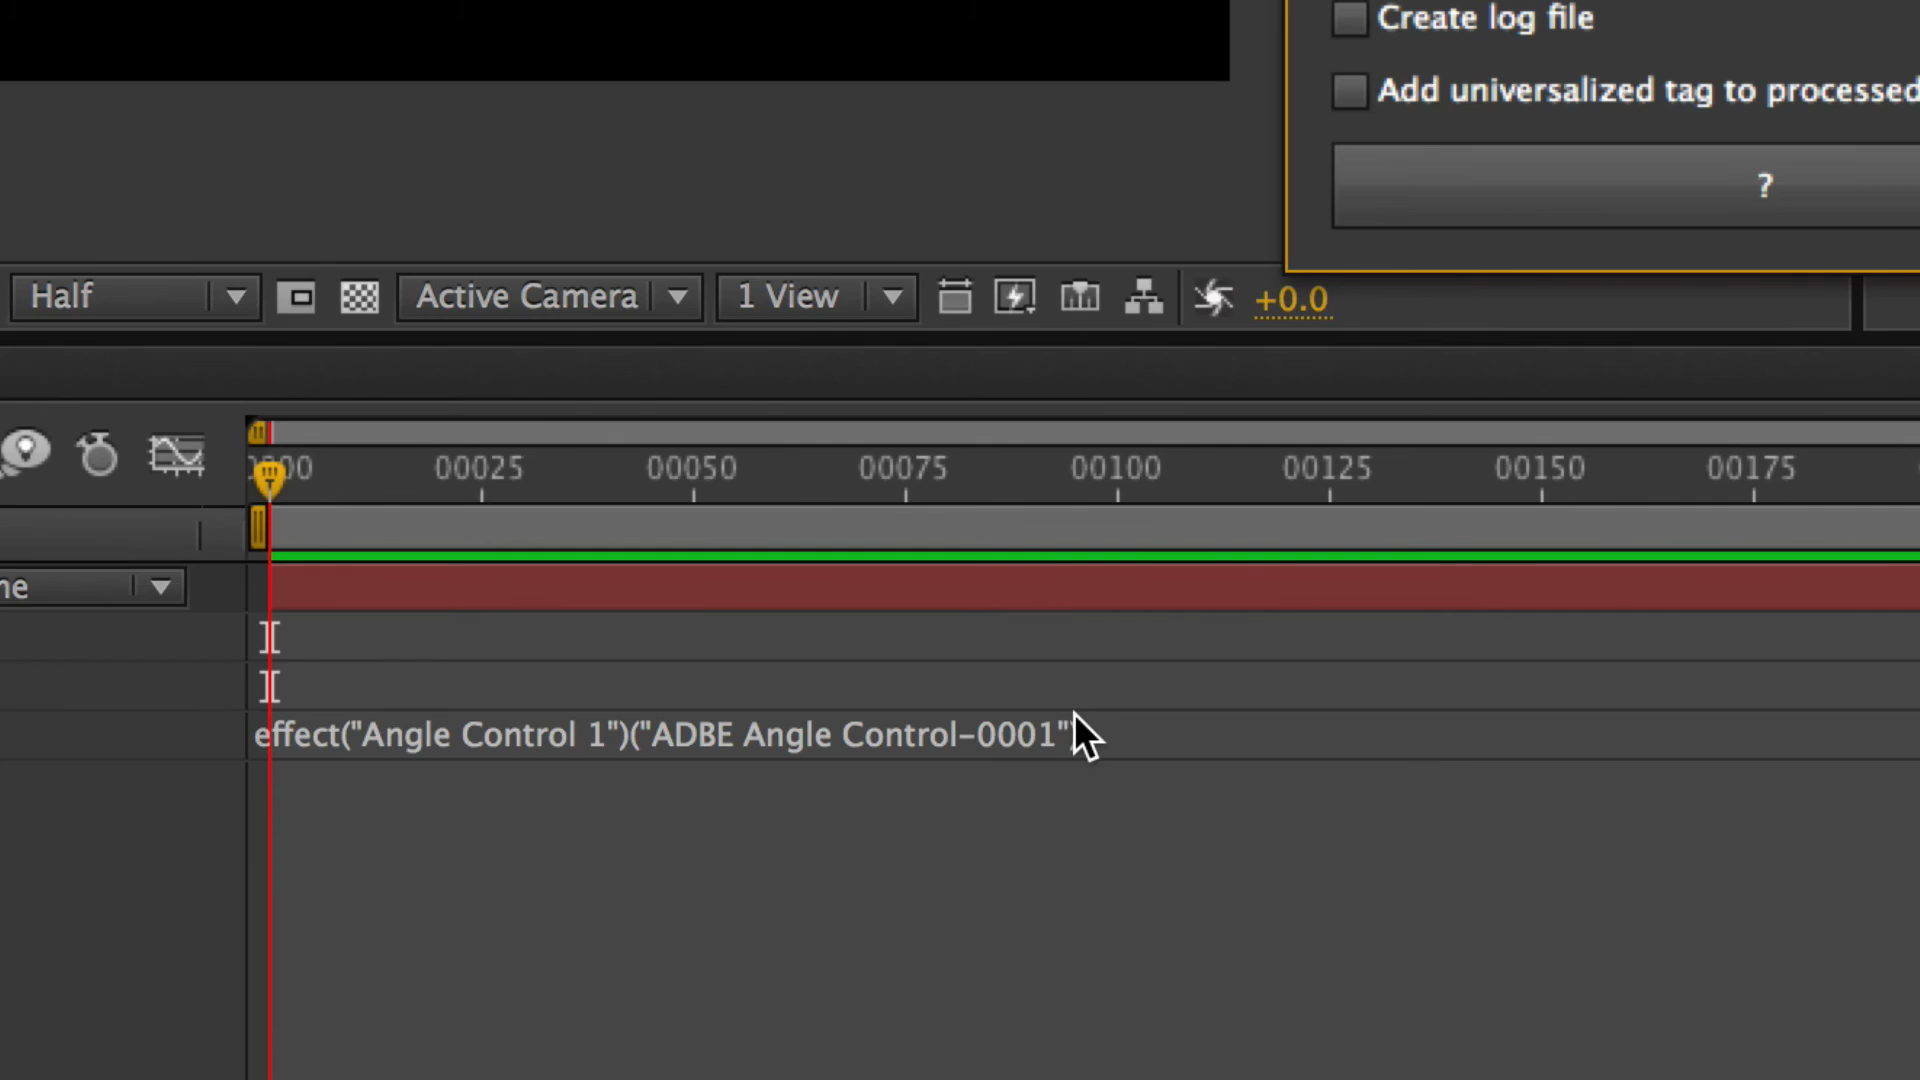 Create log file
Add universalized tag to processed
?
Half
Active Camera
1 View
+0.0
00025
00050
00075
00100
00125
00150
00175
effect("Angle Control 1")("ADBE Angle Control-0001")